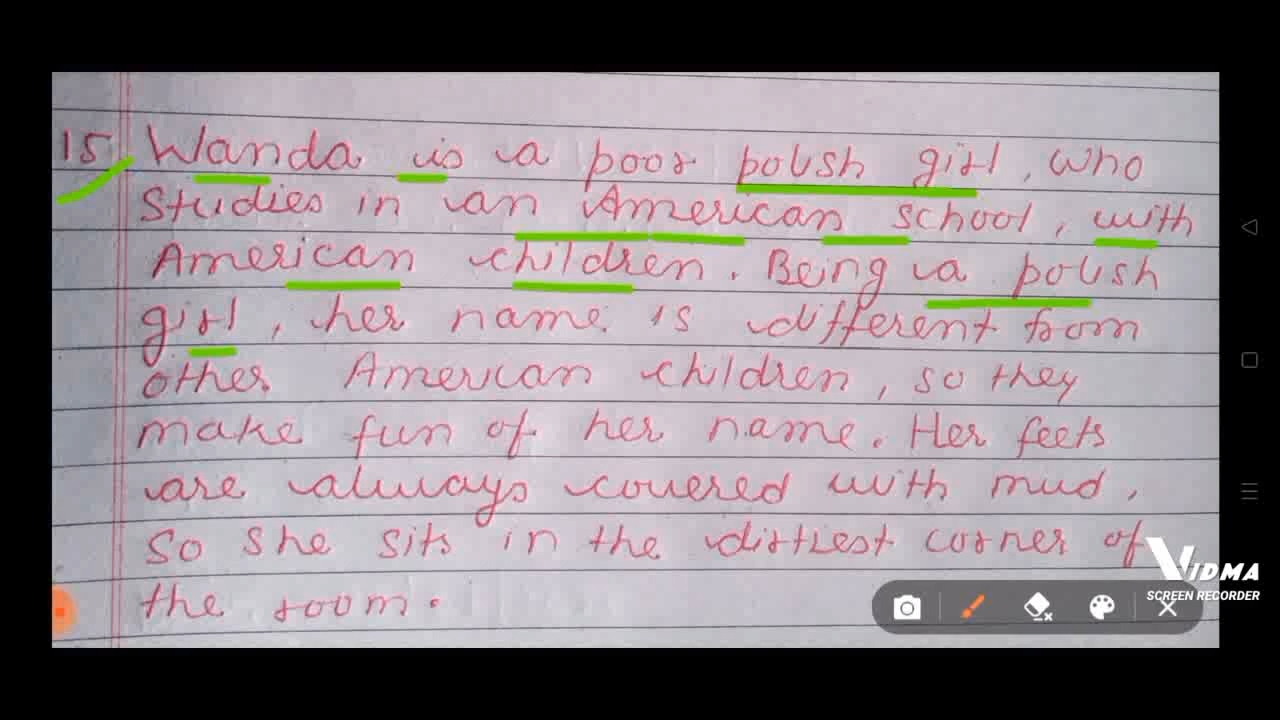 15, Wanda is a poor polish girl, who
studies in an American school, with
American children. Being a polish
girl, her name is different from
other American children, so they
make fun of her name. Her feets
are always covered with mud,
so she sits in the dirtiest corner of
the room.
VIDMA
SCREEN RECORDER